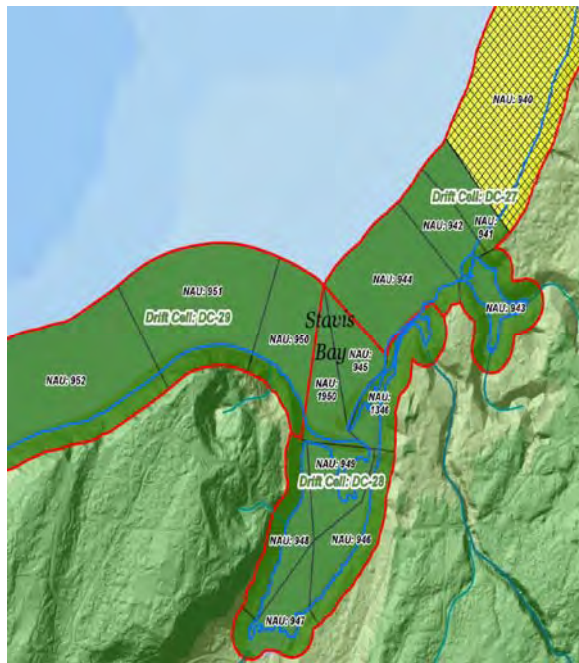 NAU: 940
Drift Cell: DC-27
NAU: 942
NAU:
941
NAU: 944
NAU: 943
NAU: 951
Drift Cell: DC-29
NAU: 950
Stavis
Bay
NAU:
945
NAU: 952
NAU:
1950
NAU:
1346
NAU: 949
Drift Cell: DC-28
NAU: 948
NAU: 946
NAU: 947